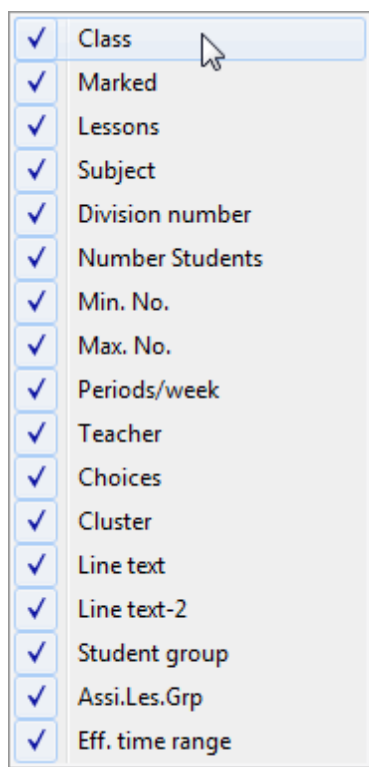 Class
Marked
Lessons
Subject
Division number
Number Students
Min. No.
Max. No.
Periods/week
Teacher
Choices
Cluster
Line text
Line text-2
Student group
Assi.Les.Grp
Eff. time range